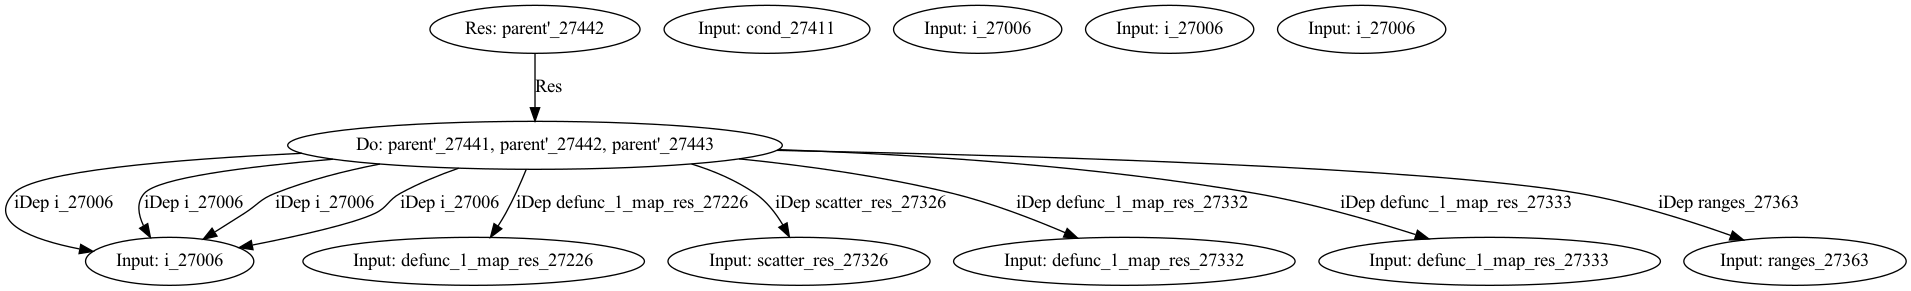 Res: parent'_27442
Input: cond_27411
Input: i_27006
Input: i_27006
Input: i_27006
Res
Do: parent'_27441, parent'_27442, parent'_27443
iDep i_27006
iDep i_27006
iDep i_27006
iDep i_27006
iDep defunc_1_map_res_27226
iDep scatter_res_27326
iDep defunc_1_map_res_27332
iDep defunc_1_map_res_27333
iDep ranges_27363
Input: i_27006
Input: defunc_1_map_res_27226
Input: scatter_res_27326
Input: defunc_1_map_res_27332
Input: defunc_1_map_res_27333
Input: ranges_27363